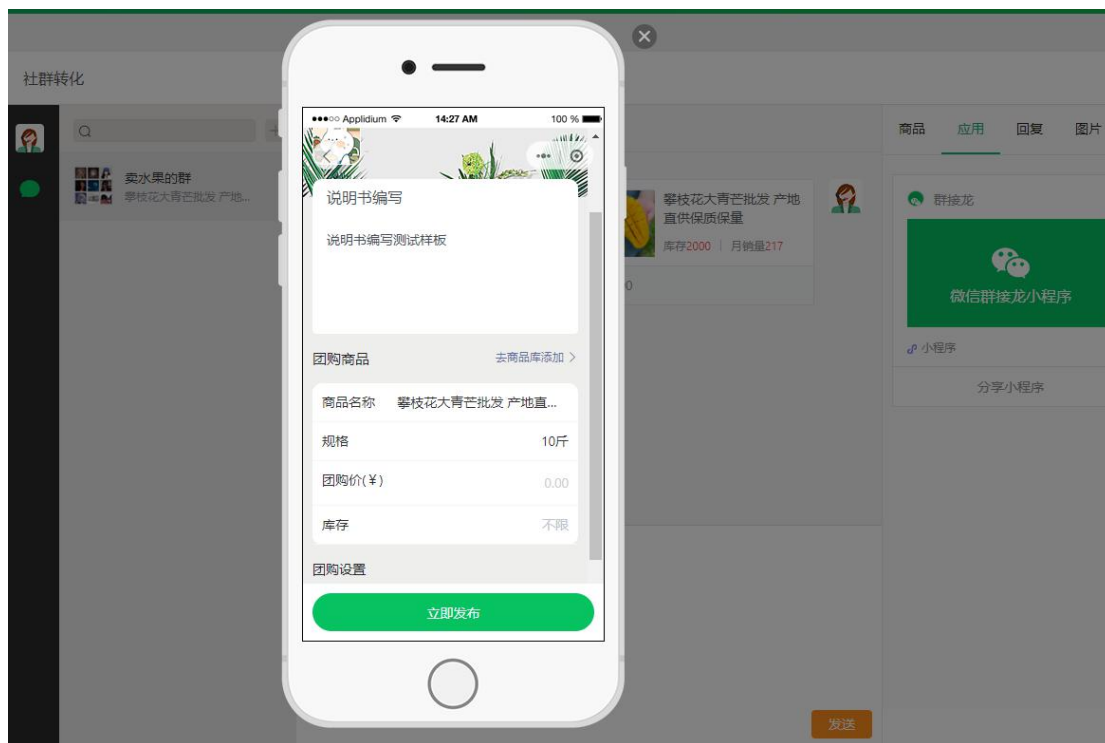 社群转化
卖水果的群
攀枝花大青芒批发 产地...
●●●○○ Applidium
14:27 AM
100 %
说明书编写
说明书编写测试样板
团购商品
去商品库添加 >
商品名称
攀枝花大青芒批发 产地直...
规格
10斤
团购价(¥)
0.00
库存
不限
团购设置
立即发布
攀枝花大青芒批发 产地
直供保质保量
库存2000 | 月销量217
0
发送
商品
应用
回复
图片
群接龙
微信群接龙小程序
小程序
分享小程序